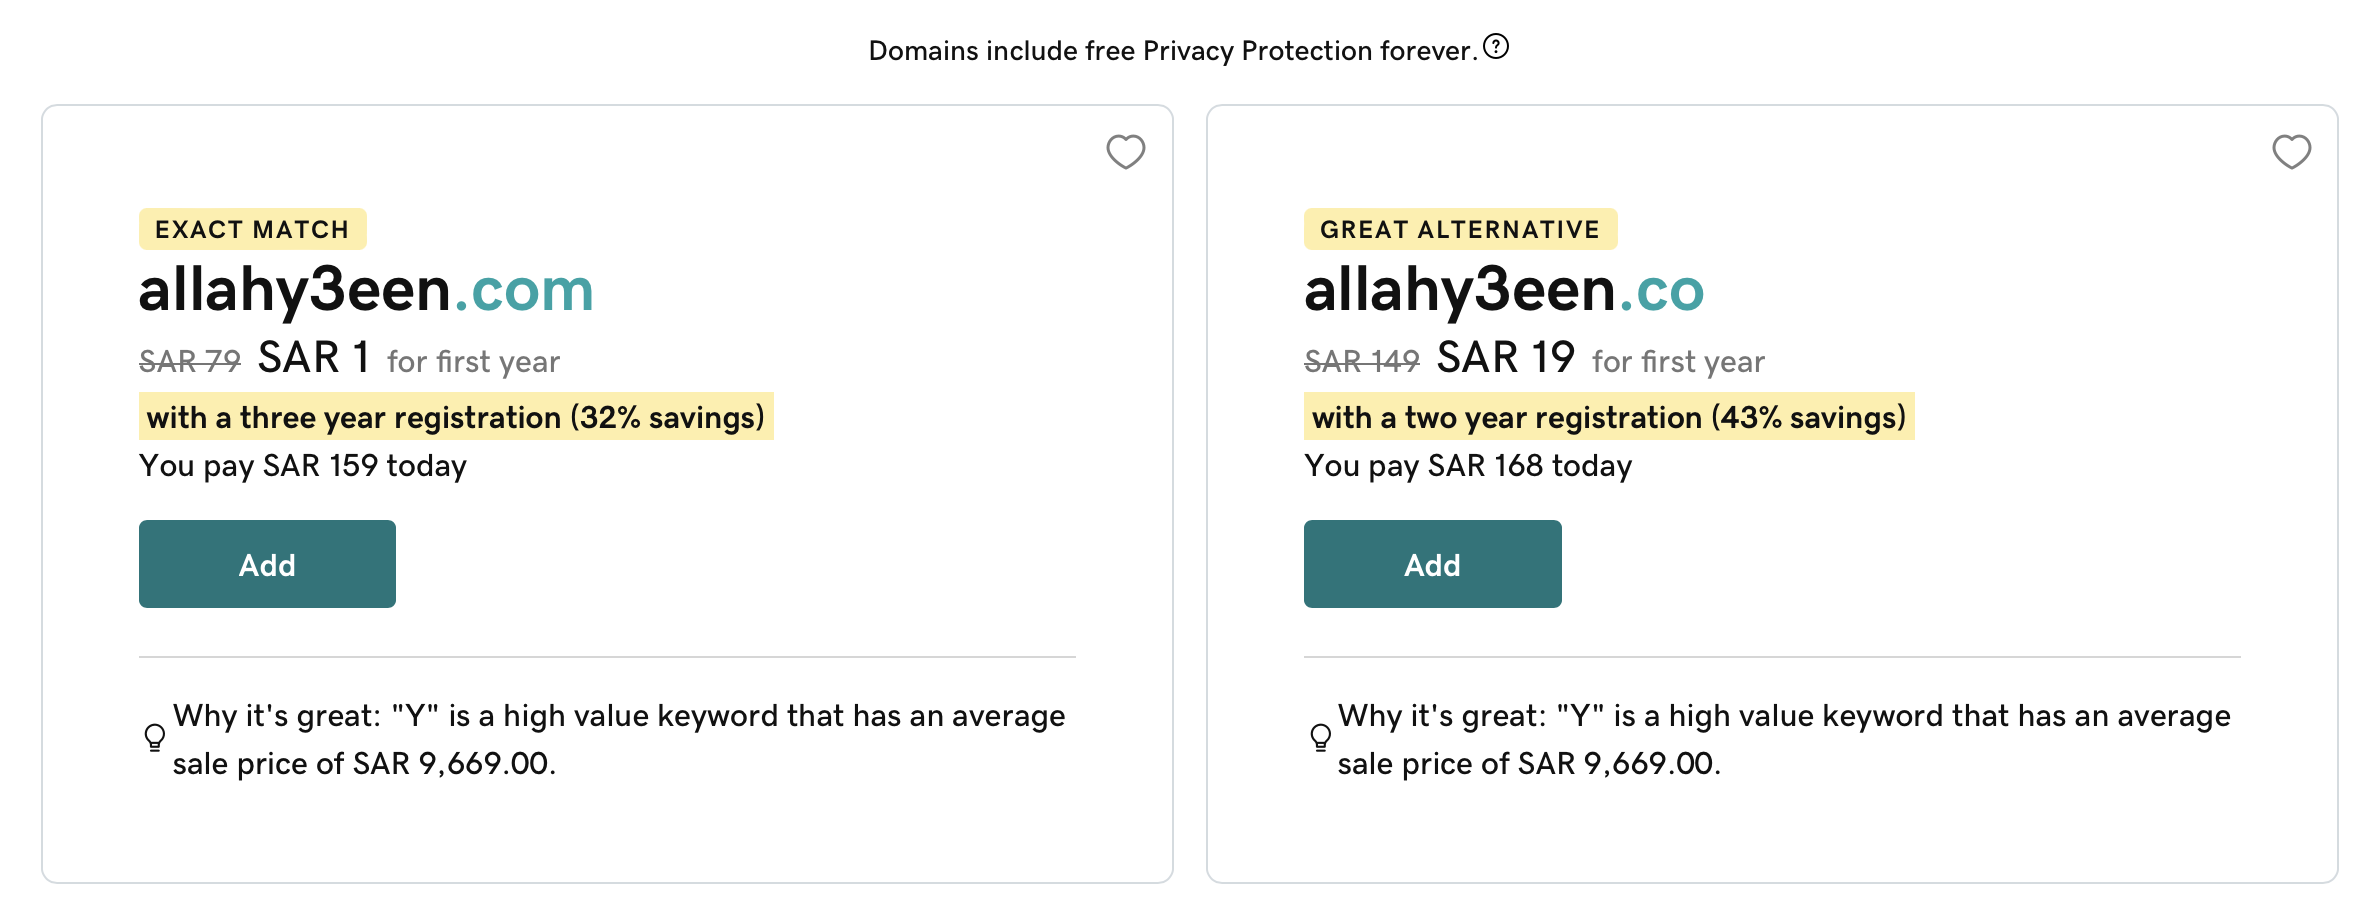 Domains include free Privacy Protection forever.
EXACT MATCH
allahy3een.com
SAR 79 SAR 1 for first year
with a three year registration (32% savings)
You pay SAR 159 today
Add
Why it's great: "Y" is a high value keyword that has an average
sale price of SAR 9,669.00.
GREAT ALTERNATIVE
allahy3een.co
SAR 149 SAR 19 for first year
with a two year registration (43% savings)
You pay SAR 168 today
Add
Why it's great: "Y" is a high value keyword that has an average
sale price of SAR 9,669.00.